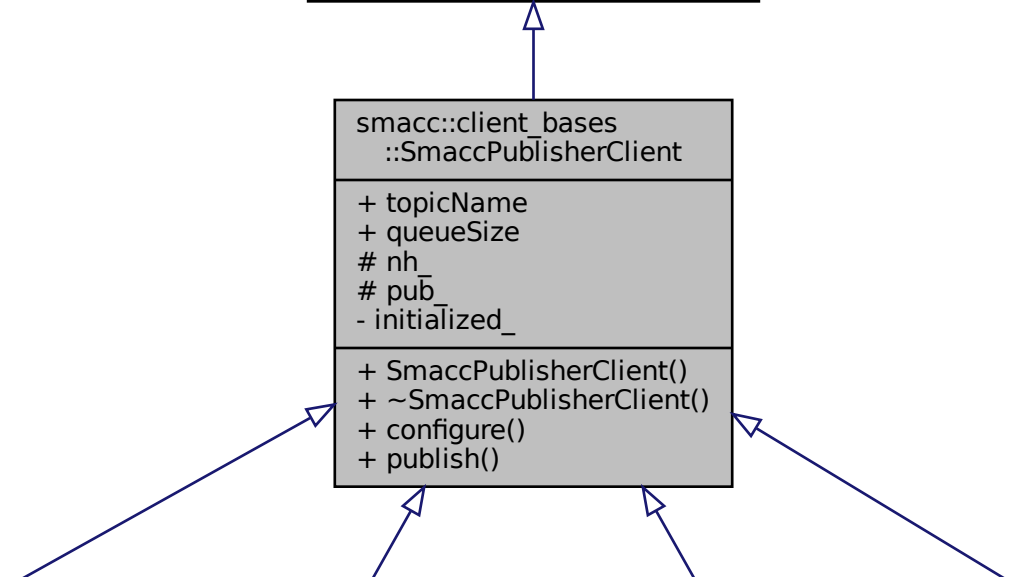 smacc::client_bases
::SmaccPublisherClient
+ topicName
+ queueSize
# nh_
# pub_
- initialized_
+ SmaccPublisherClient()
+ ~SmaccPublisherClient()
+ configure()
+ publish()